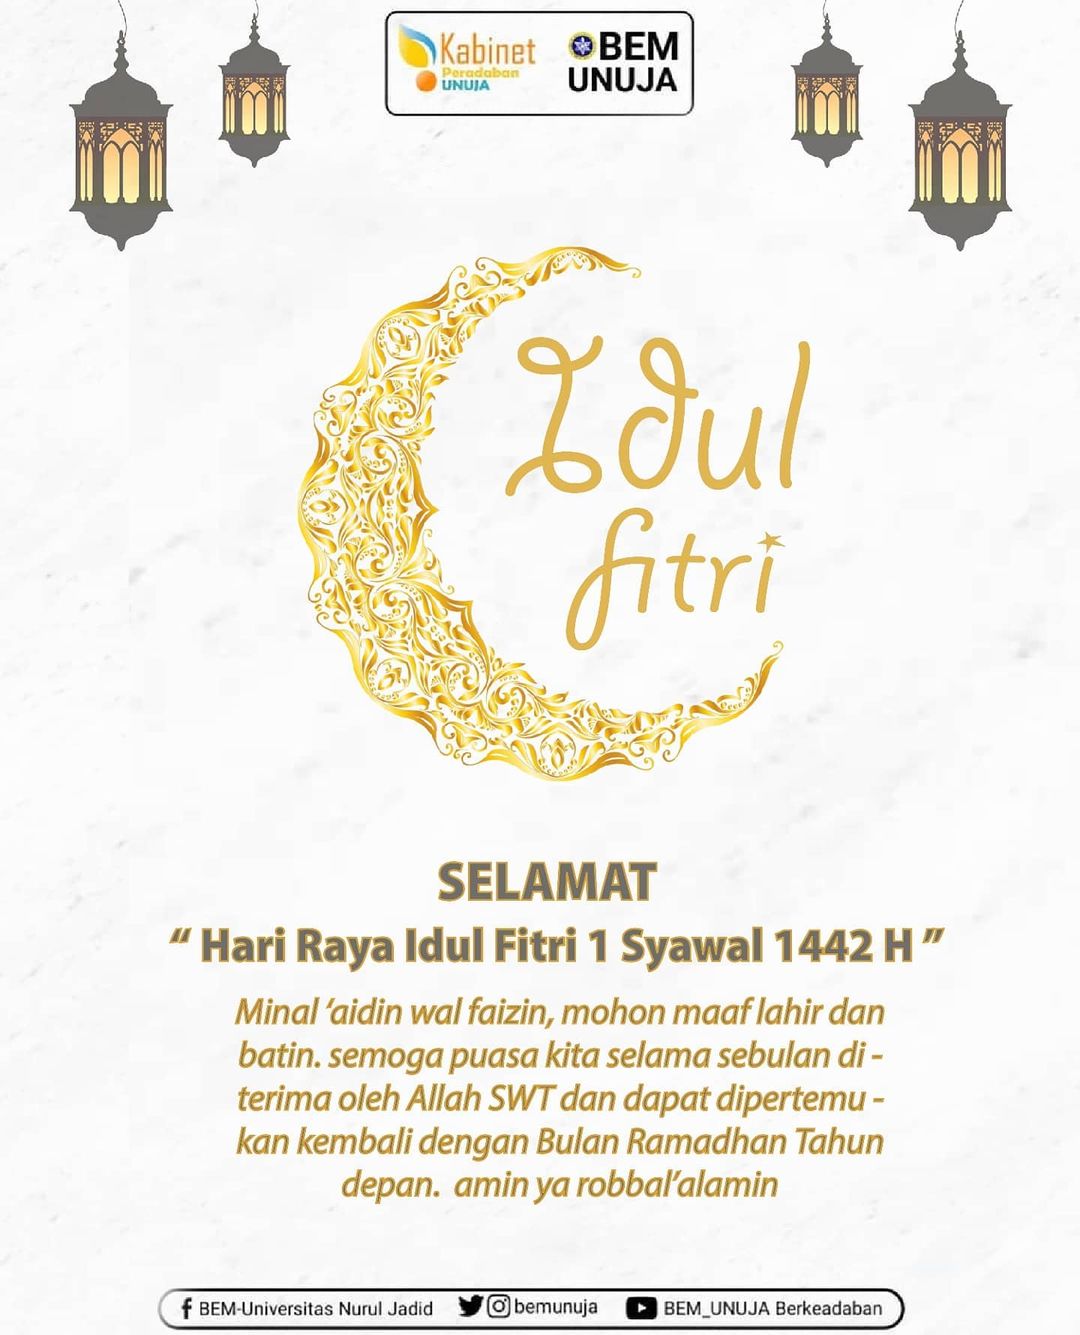 Kabinet
Peradaban
UNUJA
BEM
UNUJA
Idul
fitri
SELAMAT
“ Hari Raya Idul Fitri 1 Syawal 1442 H ”
Minal ‘aidin wal faizin, mohon maaf lahir dan
batin. semoga puasa kita selama sebulan di -
terima oleh Allah SWT dan dapat dipertemu -
kan kembali dengan Bulan Ramadhan Tahun
depan. amin ya robbal’alamin
BEM-Universitas Nurul Jadid bemunuja BEM_UNUJA Berkeadaban